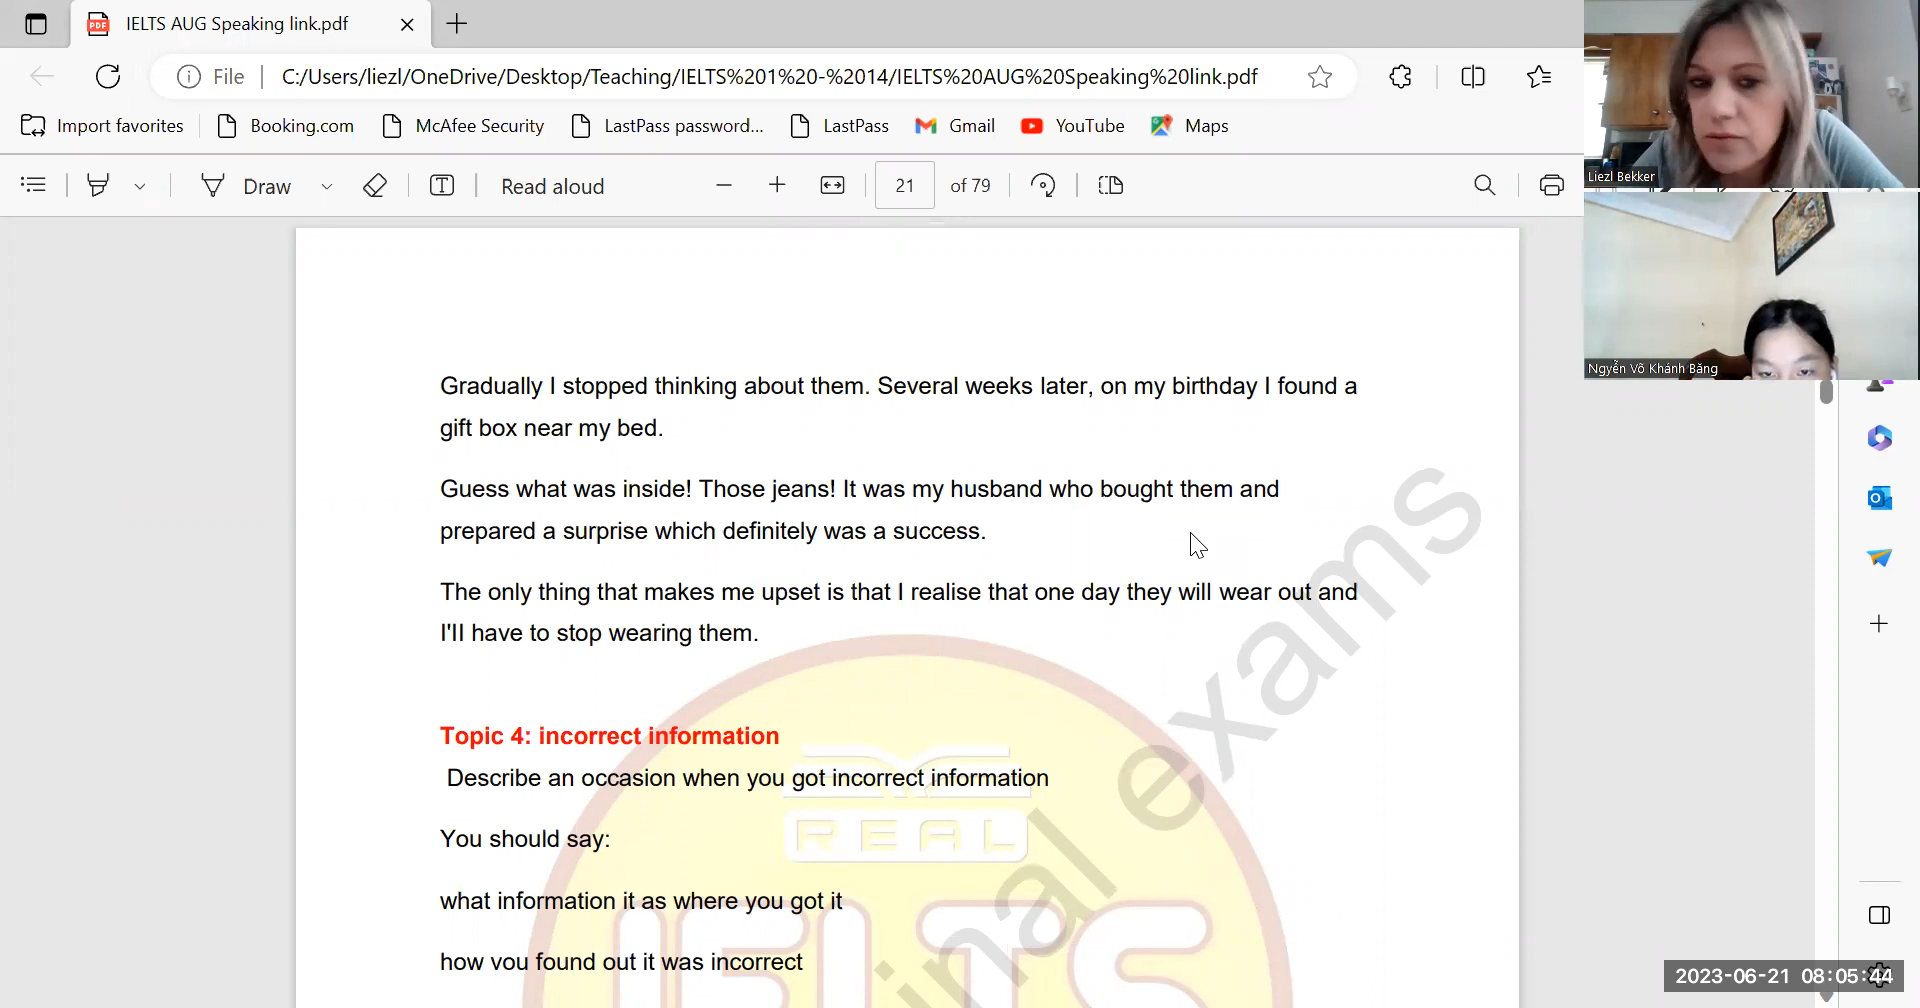 IELTS AUG Speaking link.pdf
File
C:/Users/liezl/OneDrive/Desktop/Teaching/IELTS%201%20-%2014/IELTS%20AUG%20Speaking%20link.pdf
Import favorites
Booking.com
McAfee Security
LastPass password...
LastPass
Gmail
YouTube
Maps
Draw
Read aloud
21 of 79
Liezl Bekker
Ngyễn Võ Khánh Băng
Gradually I stopped thinking about them. Several weeks later, on my birthday I found a
gift box near my bed.
Guess what was inside! Those jeans! It was my husband who bought them and
prepared a surprise which definitely was a success.
The only thing that makes me upset is that I realise that one day they will wear out and
I'll have to stop wearing them.
Topic 4: incorrect information
Describe an occasion when you got incorrect information
You should say:
what information it as where you got it
how you found out it was incorrect
REAL
IELTS
inal exams
2023-06-21 08:05:44